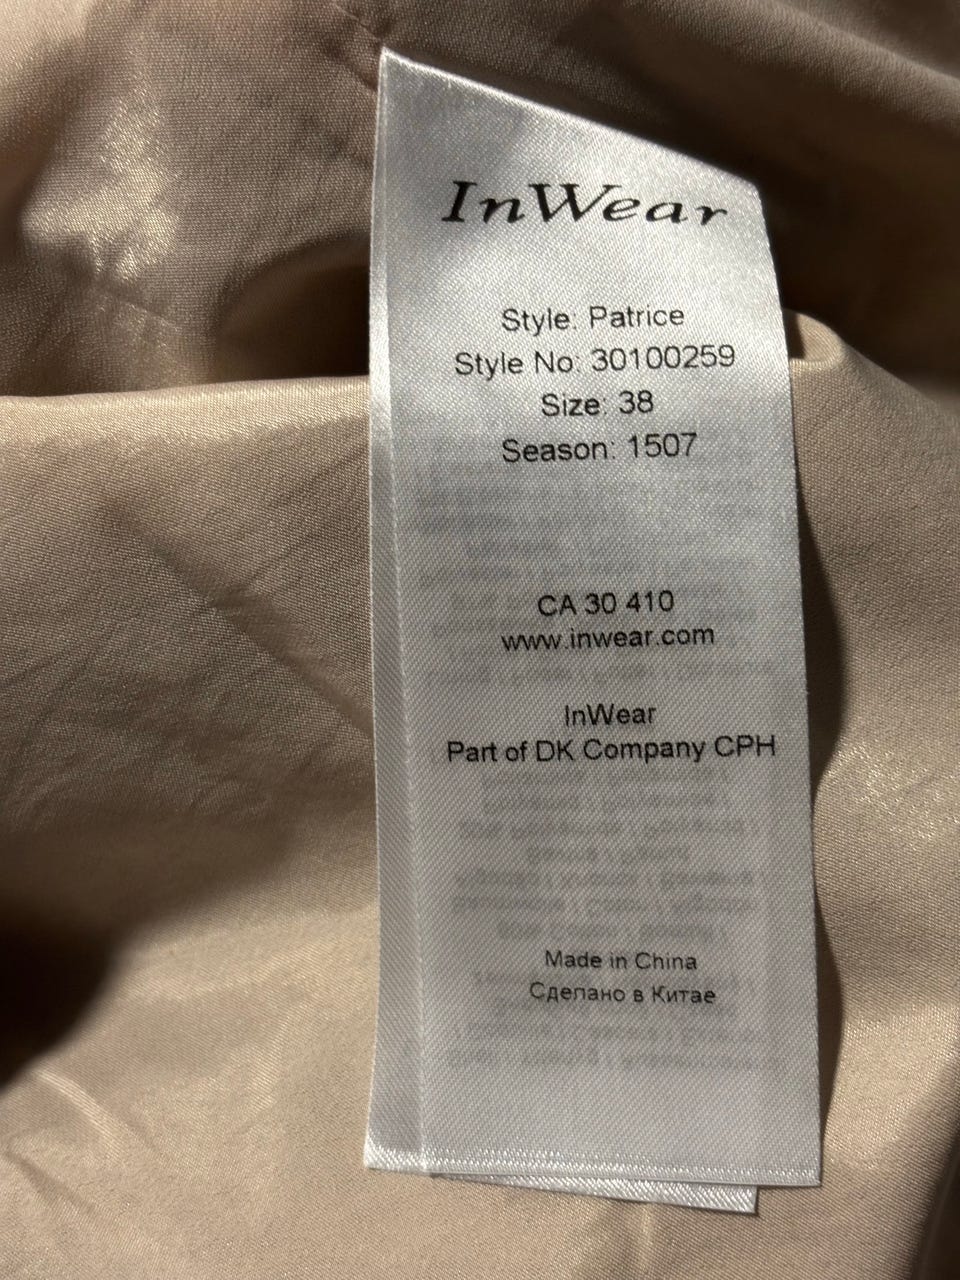 InWear
Style: Patrice
Style No: 30100259
Size: 38
Season: 1507
CA 30 410
www.inwear.com
InWear
Part of DK Company CPH
Made in China
Сделано в Китае